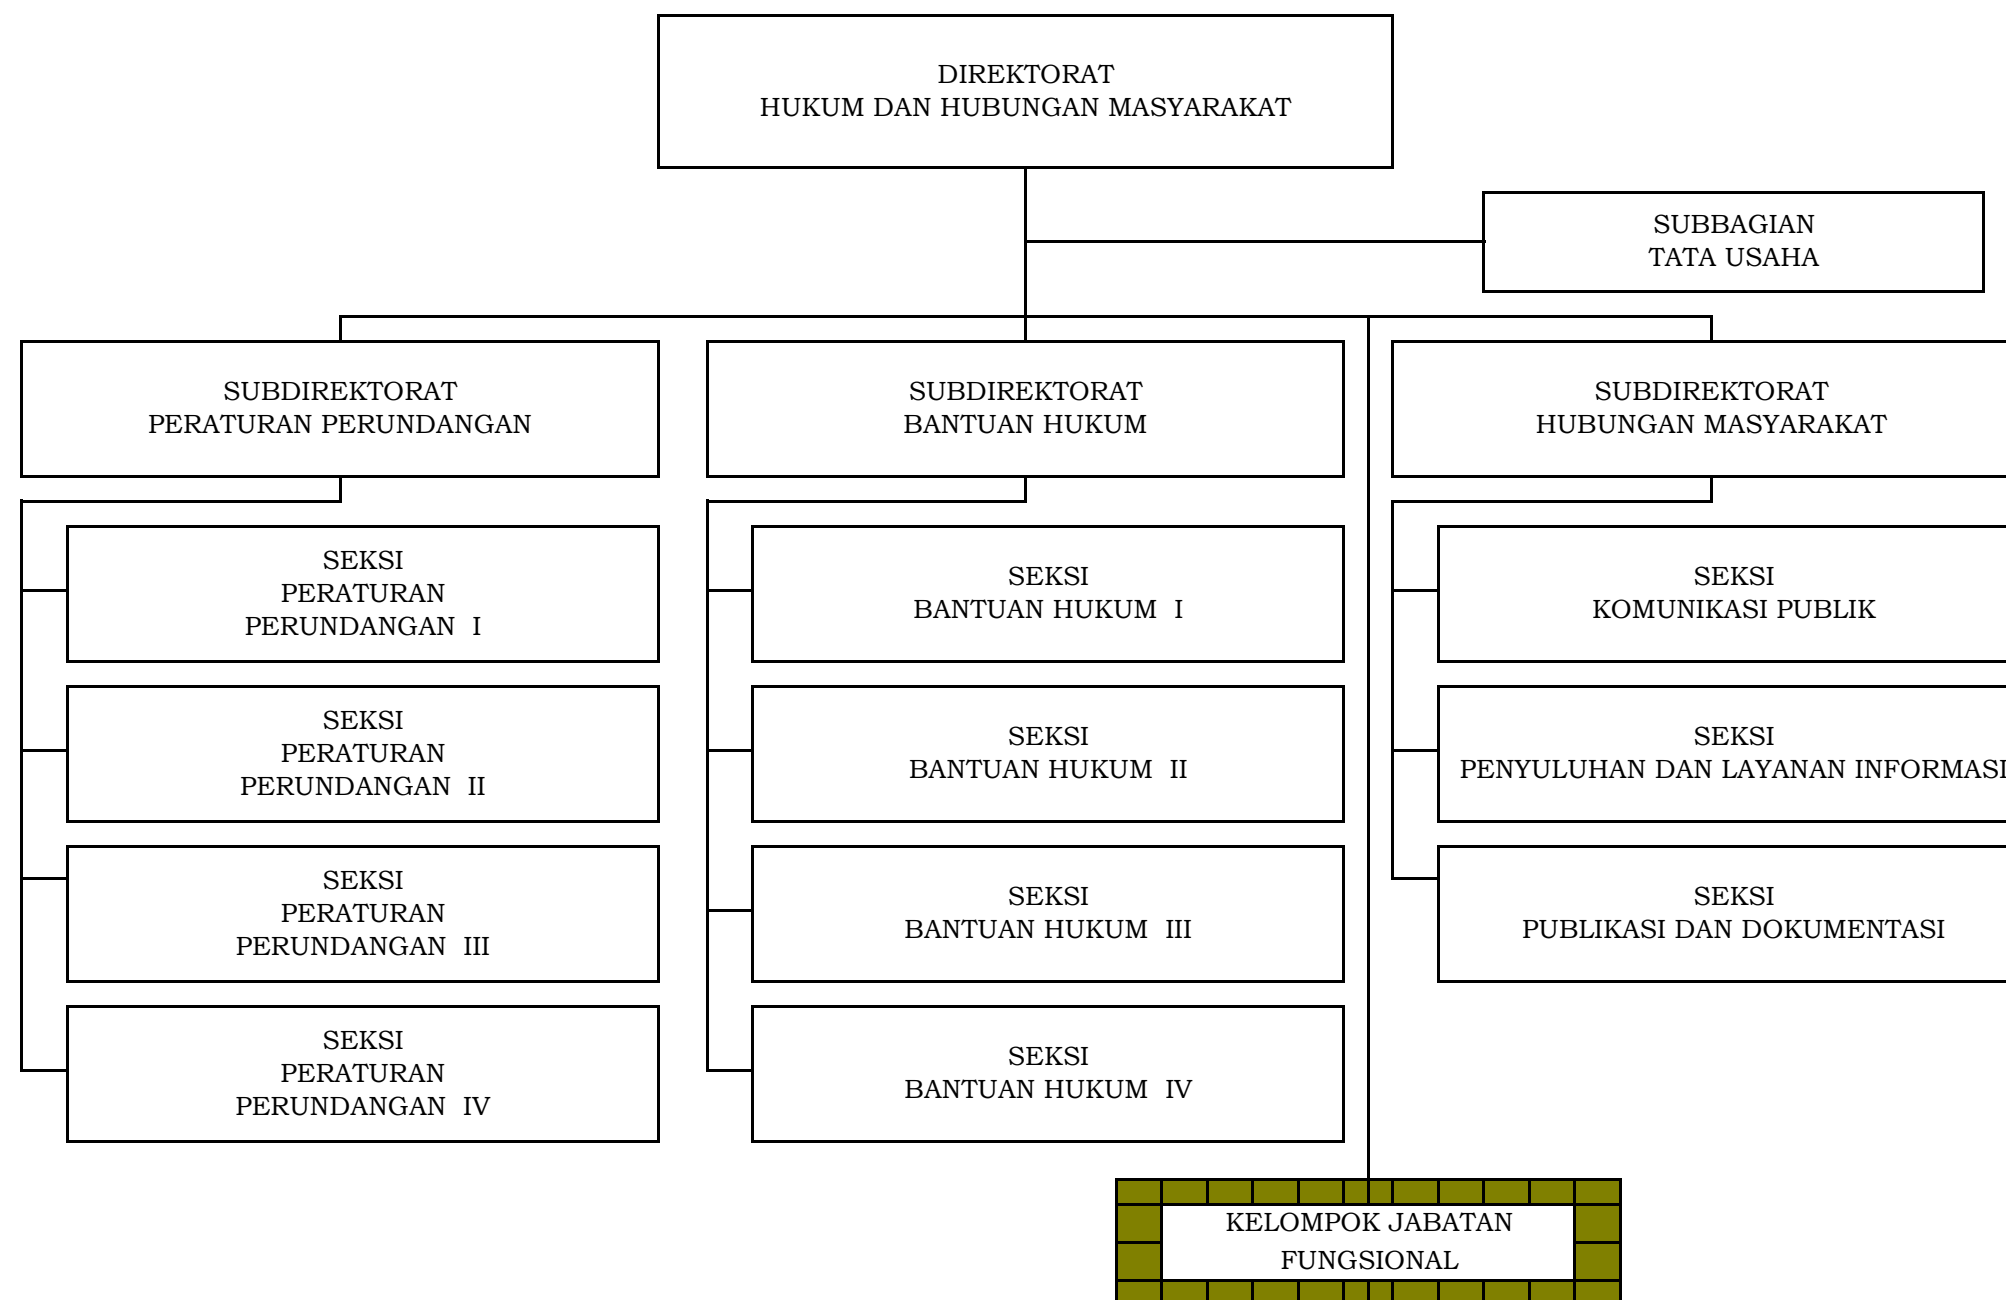 DIREKTORAT
HUKUM DAN HUBUNGAN MASYARAKAT
SUBBAGIAN
TATA USAHA
SUBDIREKTORAT
PERATURAN PERUNDANGAN
SUBDIREKTORAT
BANTUAN HUKUM
SUBDIREKTORAT
HUBUNGAN MASYARAKAT
SEKSI
PERATURAN
PERUNDANGAN I
SEKSI
BANTUAN HUKUM I
SEKSI
KOMUNIKASI PUBLIK
SEKSI
PERATURAN
PERUNDANGAN II
SEKSI
BANTUAN HUKUM II
SEKSI
PENYULUHAN DAN LAYANAN INFORMASI
SEKSI
PERATURAN
PERUNDANGAN III
SEKSI
BANTUAN HUKUM III
SEKSI
PUBLIKASI DAN DOKUMENTASI
SEKSI
PERATURAN
PERUNDANGAN IV
SEKSI
BANTUAN HUKUM IV
KELOMPOK JABATAN
FUNGSIONAL